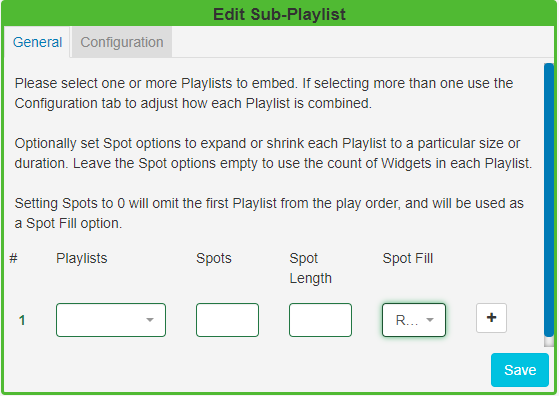 Edit Sub-Playlist
General Configuration
Please select one or more Playlists to embed. If selecting more than one use the
Configuration tab to adjust how each Playlist is combined.
Optionally set Spot options to expand or shrink each Playlist to a particular size or
duration. Leave the Spot options empty to use the count of Widgets in each Playlist.
Setting Spots to 0 will omit the first Playlist from the play order, and will be used as
a Spot Fill option.
# Playlists Spots Spot Length Spot Fill
1 R... +
Save